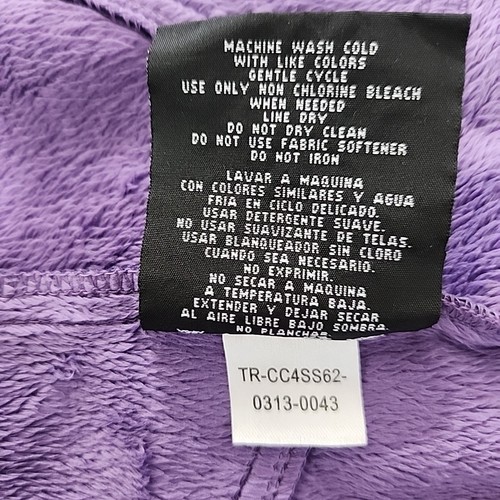 MACHINE WASH COLD
WITH LIKE COLORS
GENTLE CYCLE
USE ONLY NON CHLORINE BLEACH
WHEN NEEDED
LINE DRY
DO NOT DRY CLEAN
DO NOT USE FABRIC SOFTENER
DO NOT IRON
LAVAR A MAQUINA
CON COLORES SIMILARES Y AGUA
FRIA EN CICLO DELICADO.
USAR DETERGENTE SUAVE.
NO USAR SUAVIZANTE DE TELAS.
USAR BLANQUEADOR SIN CLORO
CUANDO SEA NECESARIO.
NO EXPRIMIR.
NO SECAR A MAQUINA
A TEMPERATURA BAJA.
EXTENDER Y DEJAR SECAR
AL AIRE LIBRE BAJO SOMBRA
NO PLANCHAR
TR-CC4SS62-
0313-0043